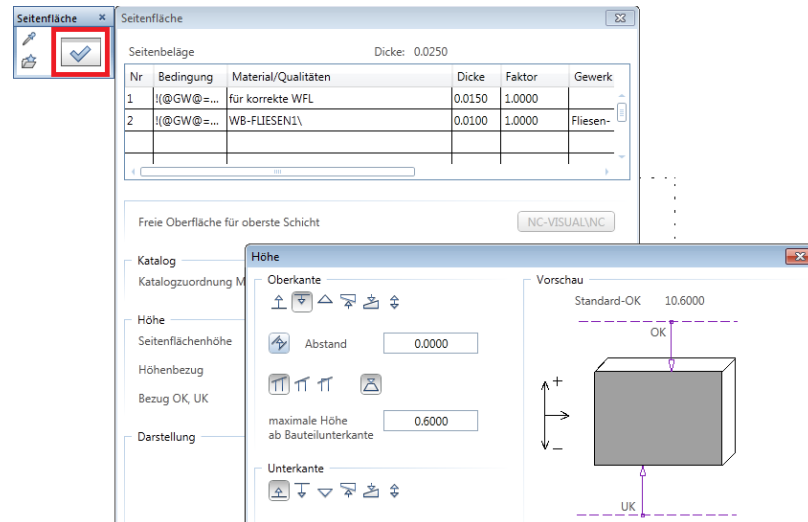 Seitenfläche
Seitenfläche
Seitenbeläge Dicke: 0.0250
Nr Bedingung Material/Qualitäten Dicke Faktor Gewerk
1 !(@GW@=... für korrekte WFL 0.0150 1.0000
2 !(@GW@=... WB-FLIESEN1\ 0.0100 1.0000 Fliesen-
Freie Oberfläche für oberste Schicht NC-VISUAL\NC
Katalog
Katalogzuordnung M
Höhe
Seitenflächenhöhe
Höhenbezug
Bezug OK, UK
Darstellung
Höhe
Oberkante
Abstand 0.0000
maximale Höhe
ab Bauteilunterkante
0.6000
Unterkante
Vorschau
Standard-OK 10.6000
OK
+
–
UK